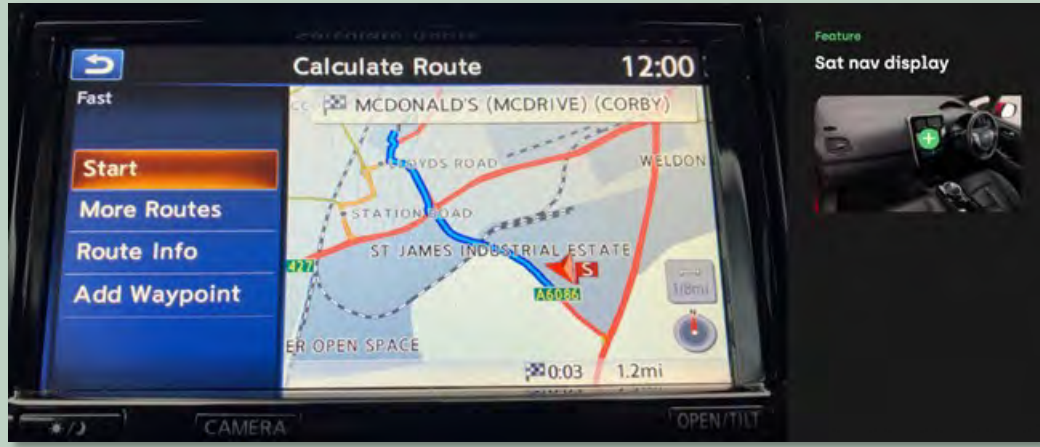 Calculate Route
12:00
Fast
MCDONALD'S (MCDRIVE) (CORBY)
Start
More Routes
Route Info
Add Waypoint
ROAD
WELDON
STATION ROAD
ST JAMES INDUSTRIAL ESTATE
S
427
A6086
1/8mi
N
ER OPEN SPACE
0:03 1.2mi
CAMERA
OPEN/TILT
Feature
Sat nav display